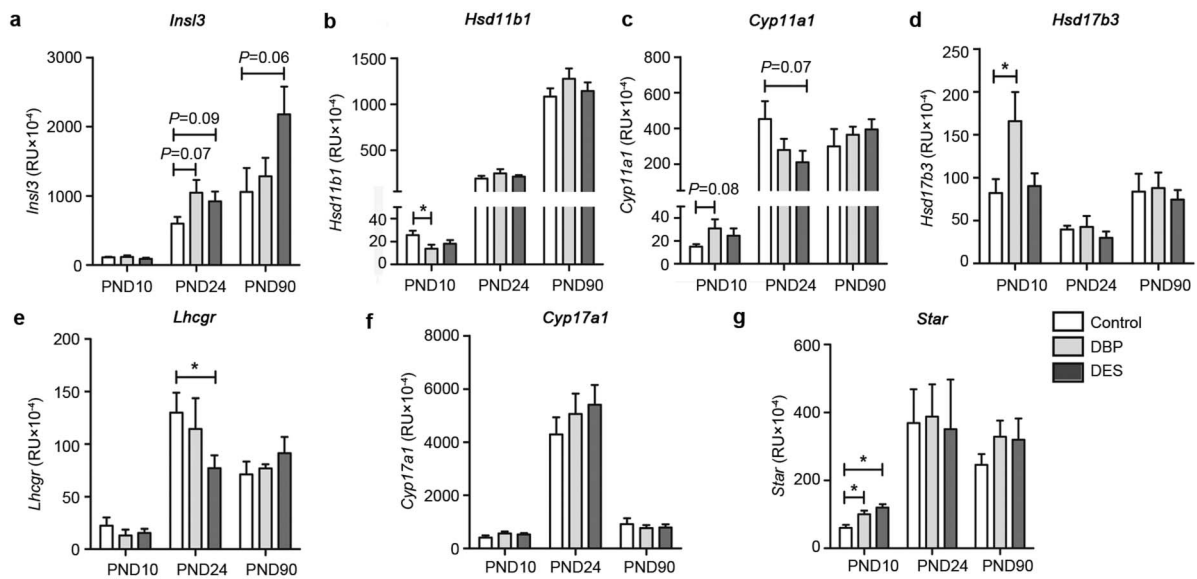 a Insl3
Insl3 (RU×10⁻⁴)
3000
2000
1000
0
P=0.06
P=0.09
P=0.07
PND10 PND24 PND90
b Hsd11b1
Hsd11b1 (RU×10⁻⁴)
1500
1000
500
40
20
0
*
PND10 PND24 PND90
c Cyp11a1
Cyp11a1 (RU×10⁻⁴)
800
600
400
200
40
20
0
P=0.07
P=0.08
PND10 PND24 PND90
d Hsd17b3
Hsd17b3 (RU×10⁻⁴)
250
200
150
100
50
0
*
PND10 PND24 PND90
e Lhcgr
Lhcgr (RU×10⁻⁴)
200
150
100
50
0
*
PND10 PND24 PND90
f Cyp17a1
Cyp17a1 (RU×10⁻⁴)
8000
6000
4000
2000
0
PND10 PND24 PND90
g Star
Star (RU×10⁻⁴)
600
400
200
0
*
*
PND10 PND24 PND90
Control
DBP
DES